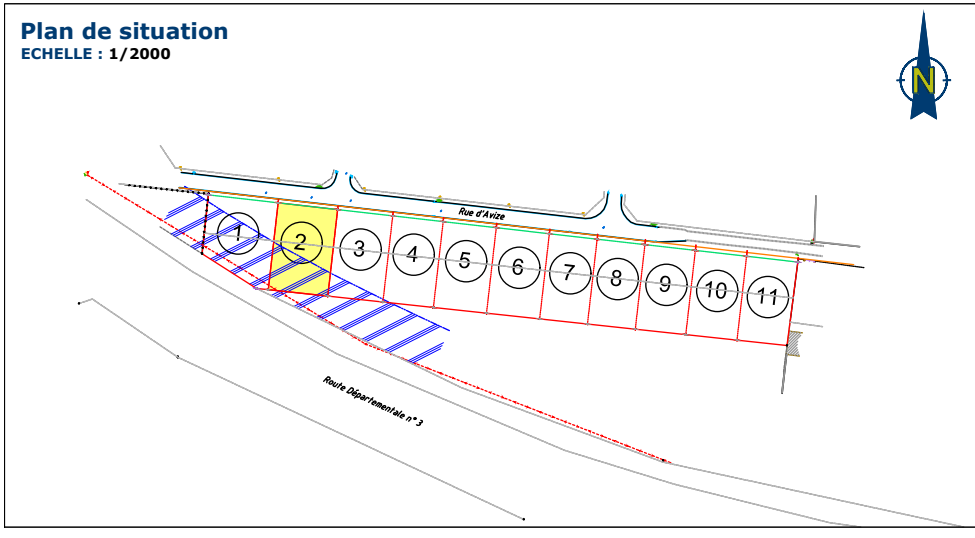 Plan de situation
ECHELLE : 1/2000
N
Rue d'Avize
1
2
3
4
5
6
7
8
9
10
11
Route Départementale n° 3